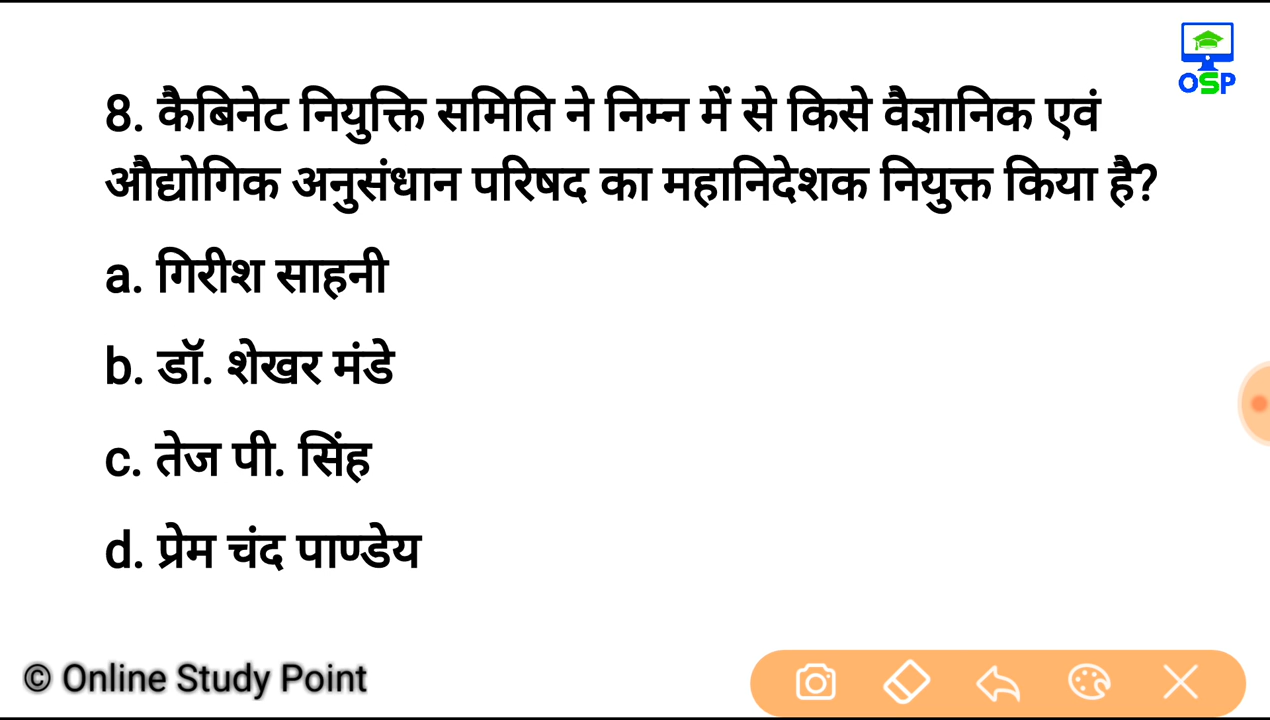 OSP
8. कैबिनेट नियुक्ति समिति ने निम्न में से किसे वैज्ञानिक एवं
औद्योगिक अनुसंधान परिषद का महानिदेशक नियुक्त किया है?
a. गिरीश साहनी
b. डॉ. शेखर मंडे
c. तेज पी. सिंह
d. प्रेम चंद पाण्डेय
© Online Study Point